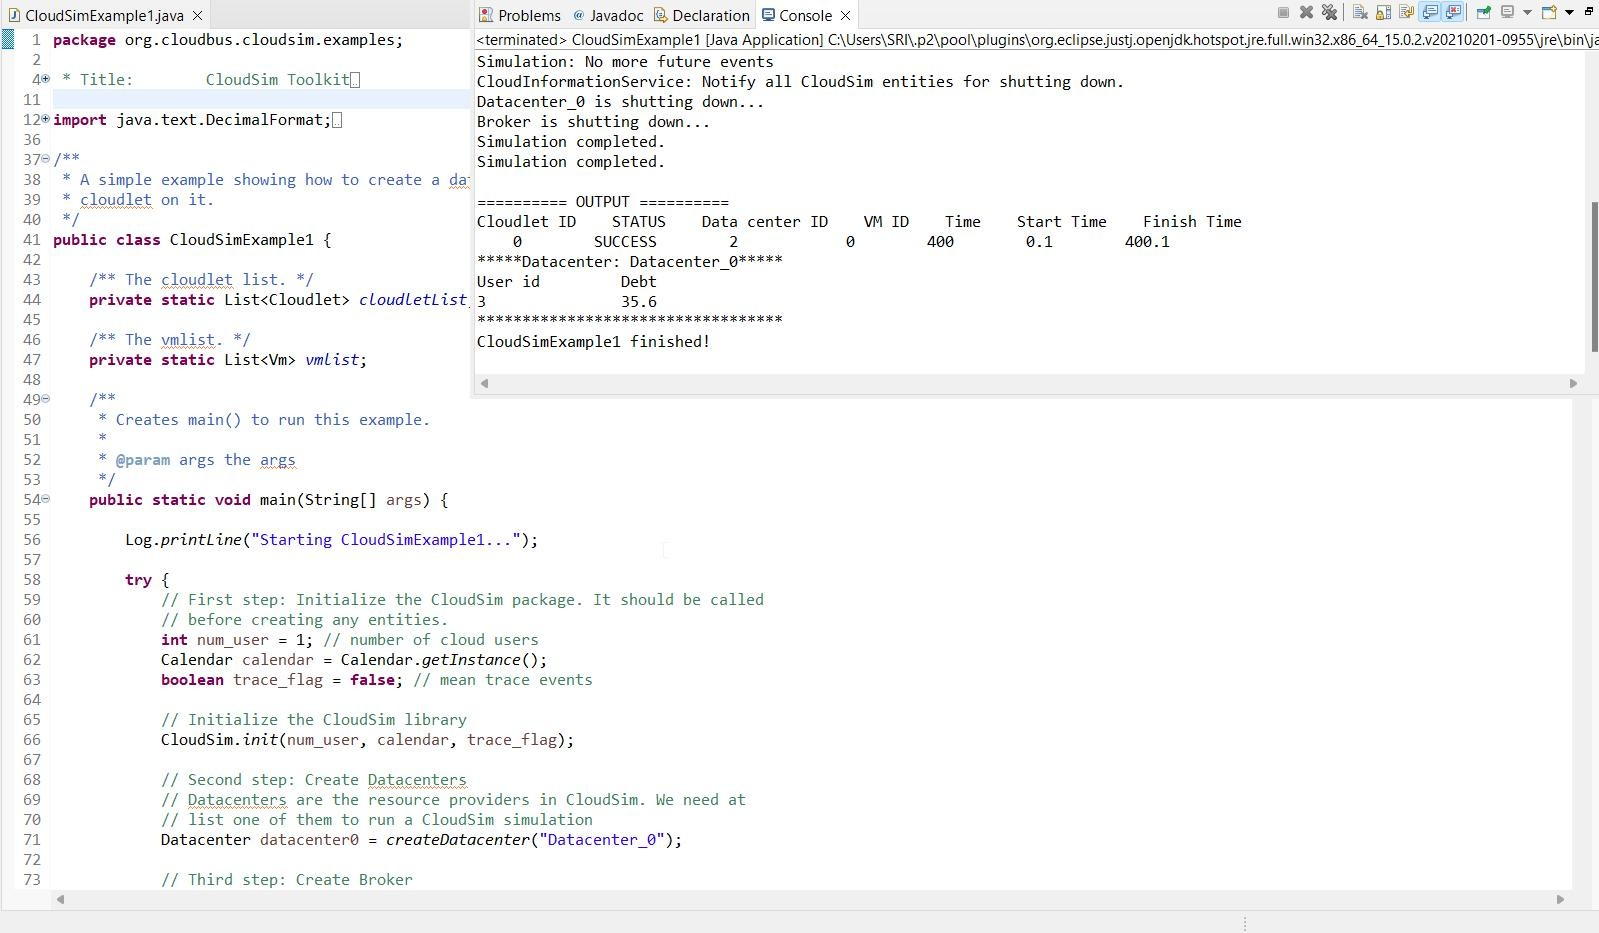 CloudSimExample1.java
1 package org.cloudbus.cloudsim.examples;
2
4 * Title:        CloudSim Toolkit
11
12 import java.text.DecimalFormat;
36
37 /**
38  * A simple example showing how to create a da
39  * cloudlet on it.
40  */
41 public class CloudSimExample1 {
42
43     /** The cloudlet list. */
44     private static List<Cloudlet> cloudletList
45
46     /** The vmlist. */
47     private static List<Vm> vmlist;
48
49     /**
50      * Creates main() to run this example.
51      *
52      * @param args the args
53      */
54     public static void main(String[] args) {
55
56         Log.printLine("Starting CloudSimExample1...");
57
58         try {
59             // First step: Initialize the CloudSim package. It should be called
60             // before creating any entities.
61             int num_user = 1; // number of cloud users
62             Calendar calendar = Calendar.getInstance();
63             boolean trace_flag = false; // mean trace events
64
65             // Initialize the CloudSim library
66             CloudSim.init(num_user, calendar, trace_flag);
67
68             // Second step: Create Datacenters
69             // Datacenters are the resource providers in CloudSim. We need at
70             // list one of them to run a CloudSim simulation
71             Datacenter datacenter0 = createDatacenter("Datacenter_0");
72
73             // Third step: Create Broker
Problems @ Javadoc Declaration Console
<terminated> CloudSimExample1 [Java Application] C:\Users\SRI\.p2\pool\plugins\org.eclipse.justj.openjdk.hotspot.jre.full.win32.x86_64_15.0.2.v20210201-0955\jre\bin\ja
Simulation: No more future events
CloudInformationService: Notify all CloudSim entities for shutting down.
Datacenter_0 is shutting down...
Broker is shutting down...
Simulation completed.
Simulation completed.
========== OUTPUT ==========
Cloudlet ID    STATUS    Data center ID    VM ID    Time    Start Time    Finish Time
0        SUCCESS        2            0        400        0.1        400.1
*****Datacenter: Datacenter_0*****
User id        Debt
3        35.6
**********************************
CloudSimExample1 finished!